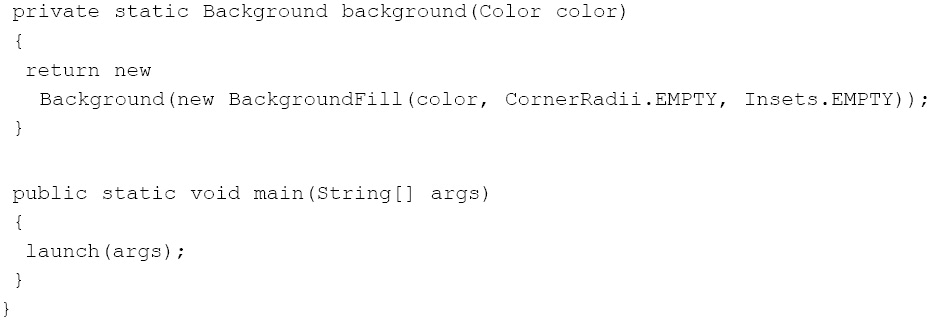 private static Background background(Color color)
{
return new
Background(new BackgroundFill(color, CornerRadii.EMPTY, Insets.EMPTY));
}
public static void main(String[] args)
{
launch(args);
}
}